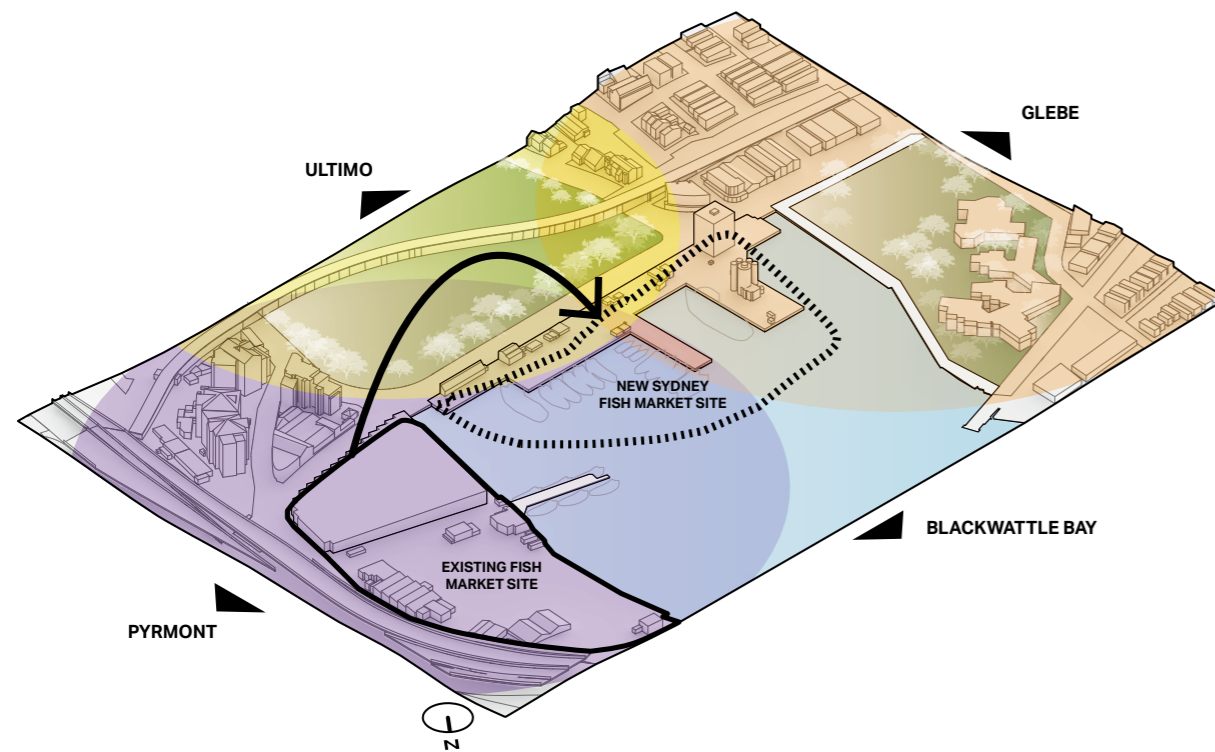 GLEBE
ULTIMO
NEW SYDNEY
FISH MARKET SITE
BLACKWATTLE BAY
EXISTING FISH
MARKET SITE
PYRMONT
N